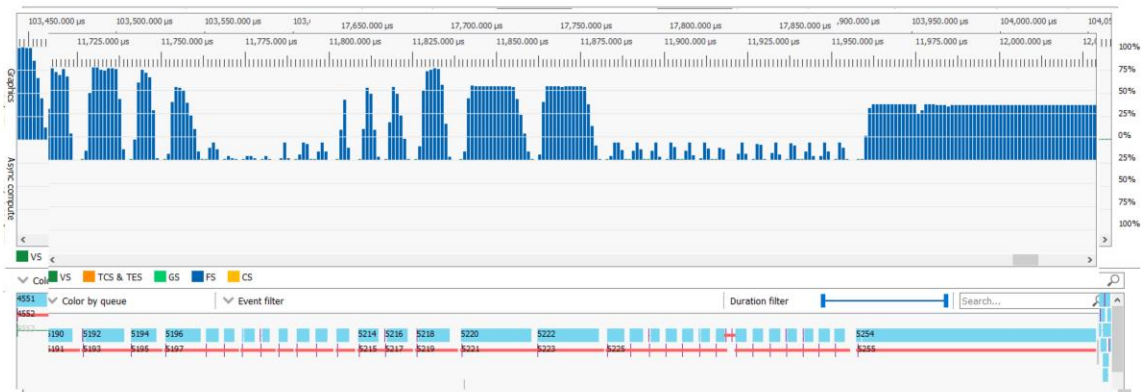 103,450.000 µs 103,500.000 µs 103,550.000 µs 17,650.000 µs 17,700.000 µs 17,750.000 µs 17,800.000 µs 17,850.000 µs ,900.000 µs 103,950.000 µs 104,000.000 µs
11,725.000 µs 11,750.000 µs 11,775.000 µs 11,800.000 µs 11,825.000 µs 11,850.000 µs 11,875.000 µs 11,900.000 µs 11,925.000 µs 11,950.000 µs 11,975.000 µs 12,000.000 µs
100%
75%
50%
25%
0%
25%
50%
75%
100%
Graphics
Async compute
VS
VS TCS & TES GS FS CS
Color by queue Event filter Duration filter Search...
4551
4552
5190 5192 5194 5196 5214 5216 5218 5220 5222 5254
5191 5193 5195 5197 5215 5217 5219 5221 5223 5225 5255